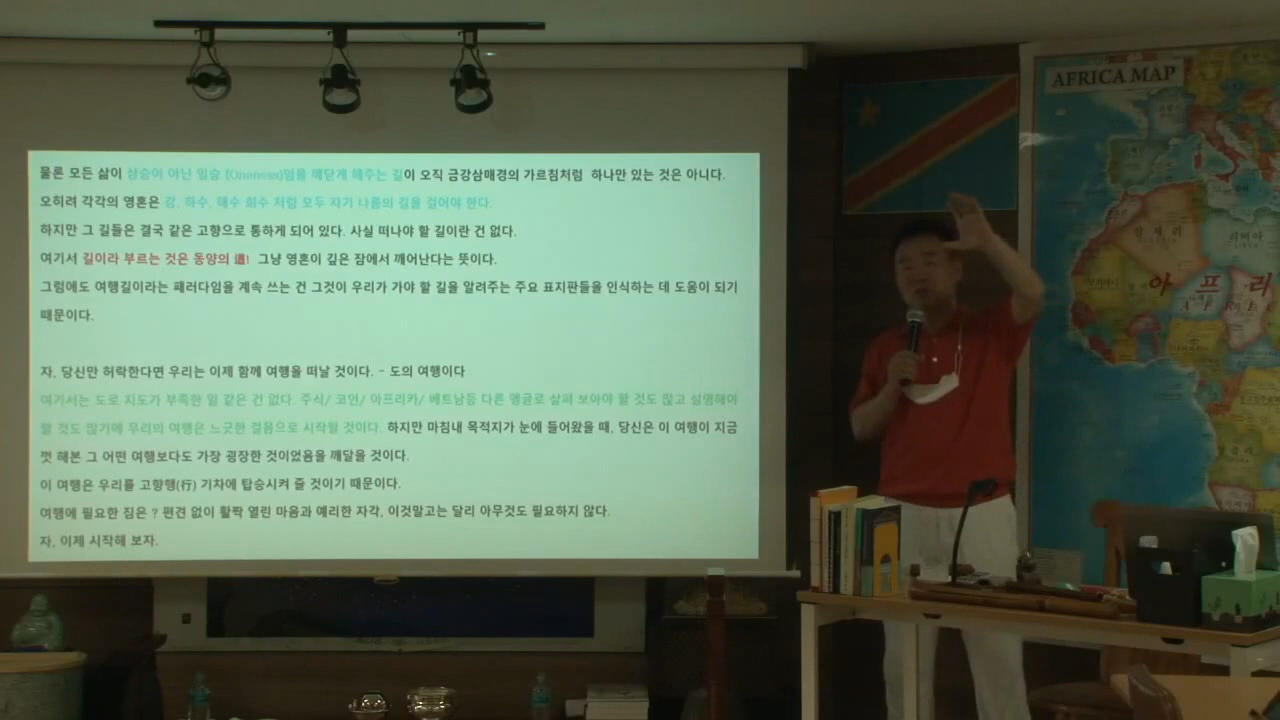 물론 모든 삶이 삼승이 아닌 일승 (Oneness)임을 깨닫게 해주는 길이 오직 금강삼매경의 가르침처럼 하나만 있는 것은 아니다.
오히려 각각의 영혼은 강, 하수, 해수 회수 처럼 모두 자기 나름의 길을 걸어야 한다.
하지만 그 길들은 결국 같은 고향으로 통하게 되어 있다. 사실 떠나야 할 길이란 건 없다.
여기서 길이라 부르는 것은 동양의 道! 그냥 영혼이 깊은 잠에서 깨어난다는 뜻이다.
그럼에도 여행길이라는 패러다임을 계속 쓰는 건 그것이 우리가 가야 할 길을 알려주는 주요 표지판들을 인식하는 데 도움이 되기
때문이다.
자, 당신만 허락한다면 우리는 이제 함께 여행을 떠날 것이다. - 도의 여행이다
여기서는 도로 지도가 부족한 일 같은 건 없다. 주식/ 코인/ 아프리카/ 베트남등 다른 앵글로 살펴 보아야 할 것도 많고 설명해야
할 것도 많기에 우리의 여행은 느긋한 걸음으로 시작될 것이다. 하지만 마침내 목적지가 눈에 들어왔을 때, 당신은 이 여행이 지금
껏 해본 그 어떤 여행보다도 가장 굉장한 것이었음을 깨달을 것이다.
이 여행은 우리를 고향행(行) 기차에 탑승시켜 줄 것이기 때문이다.
여행에 필요한 짐은 ? 편견 없이 활짝 열린 마음과 예리한 자각, 이것말고는 달리 아무것도 필요하지 않다.
자, 이제 시작해 보자.
AFRICA MAP
알제리
리비아
아프리